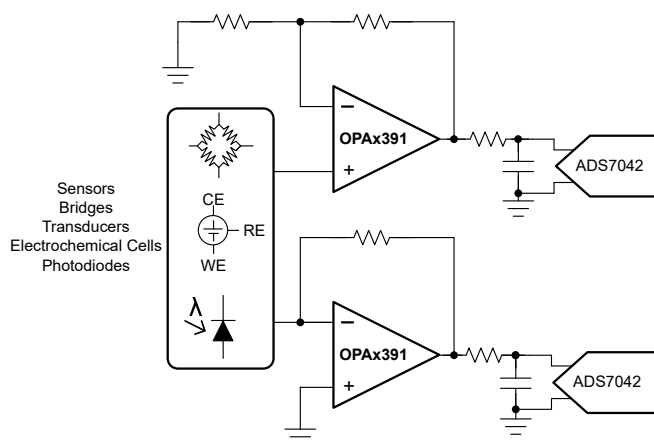 −
OPAx391
+
ADS7042
Sensors
Bridges
Transducers
Electrochemical Cells
Photodiodes
CE
RE
WE
λ
−
OPAx391
+
ADS7042